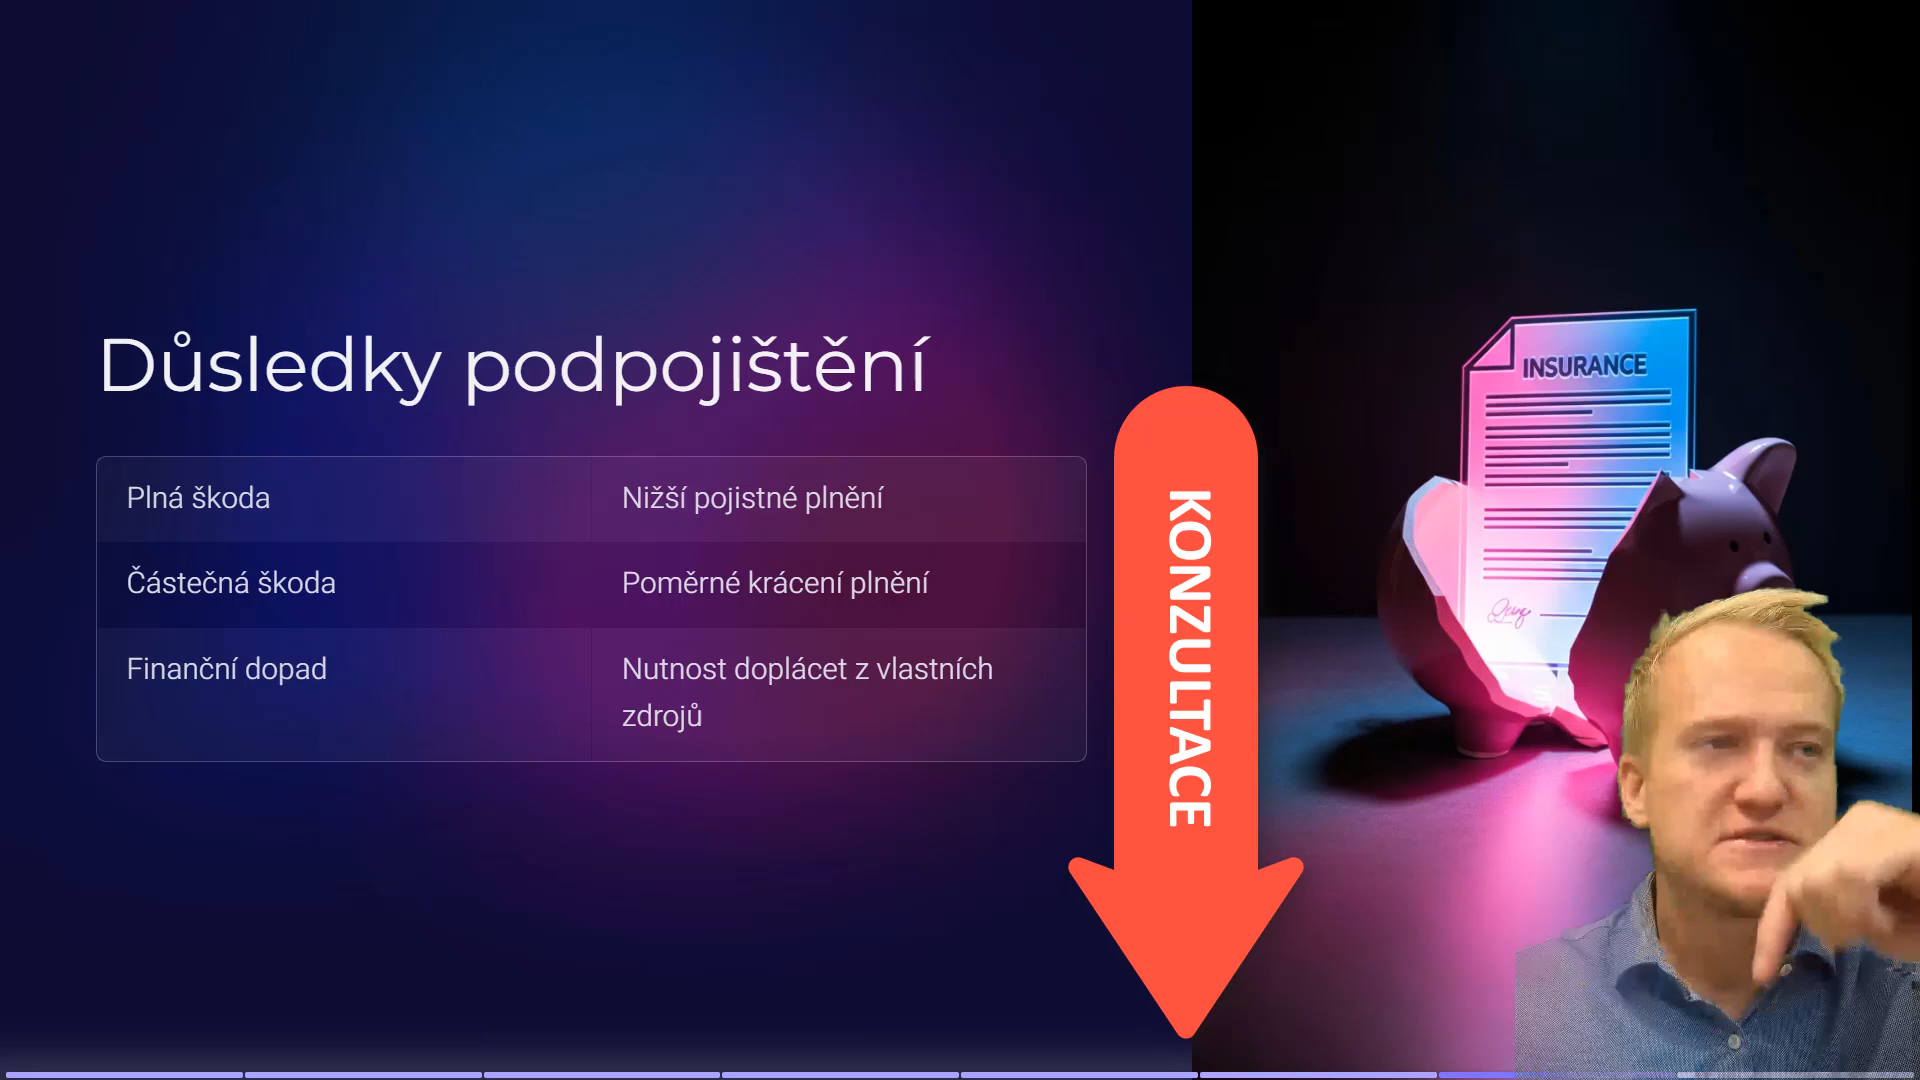 Důsledky podpojištění
Plná škoda
Nižší pojistné plnění
Částečná škoda
Poměrné krácení plnění
Finanční dopad
Nutnost doplácet z vlastních
zdrojů
KONZULTACE
INSURANCE